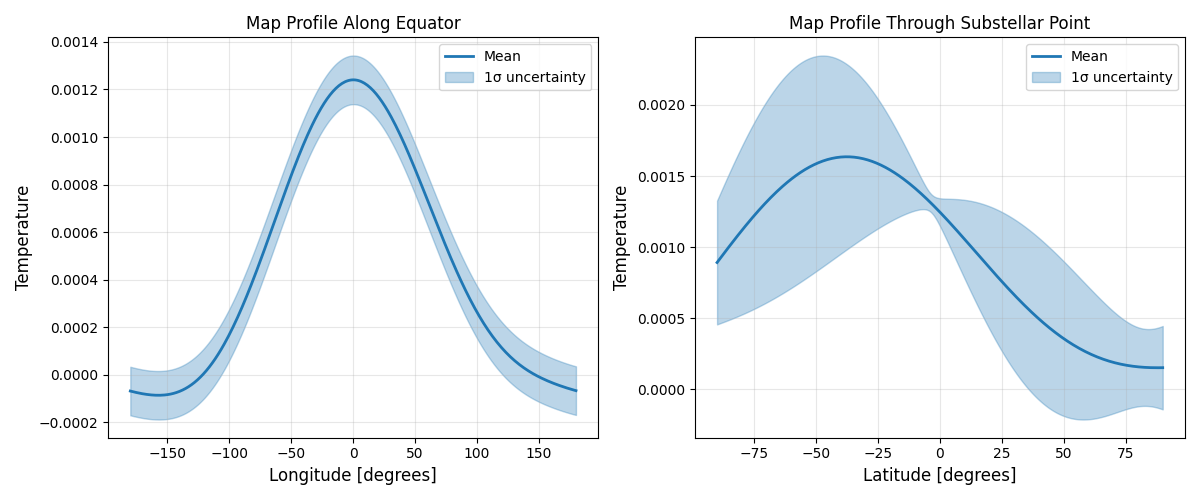 Map Profile Along Equator
Temperature
0.0014
0.0012
0.0010
0.0008
0.0006
0.0004
0.0002
0.0000
−0.0002
Mean
1σ uncertainty
−150
−100
−50
0
50
100
150
Longitude [degrees]
Map Profile Through Substellar Point
Temperature
0.0020
0.0015
0.0010
0.0005
0.0000
Mean
1σ uncertainty
−75
−50
−25
0
25
50
75
Latitude [degrees]